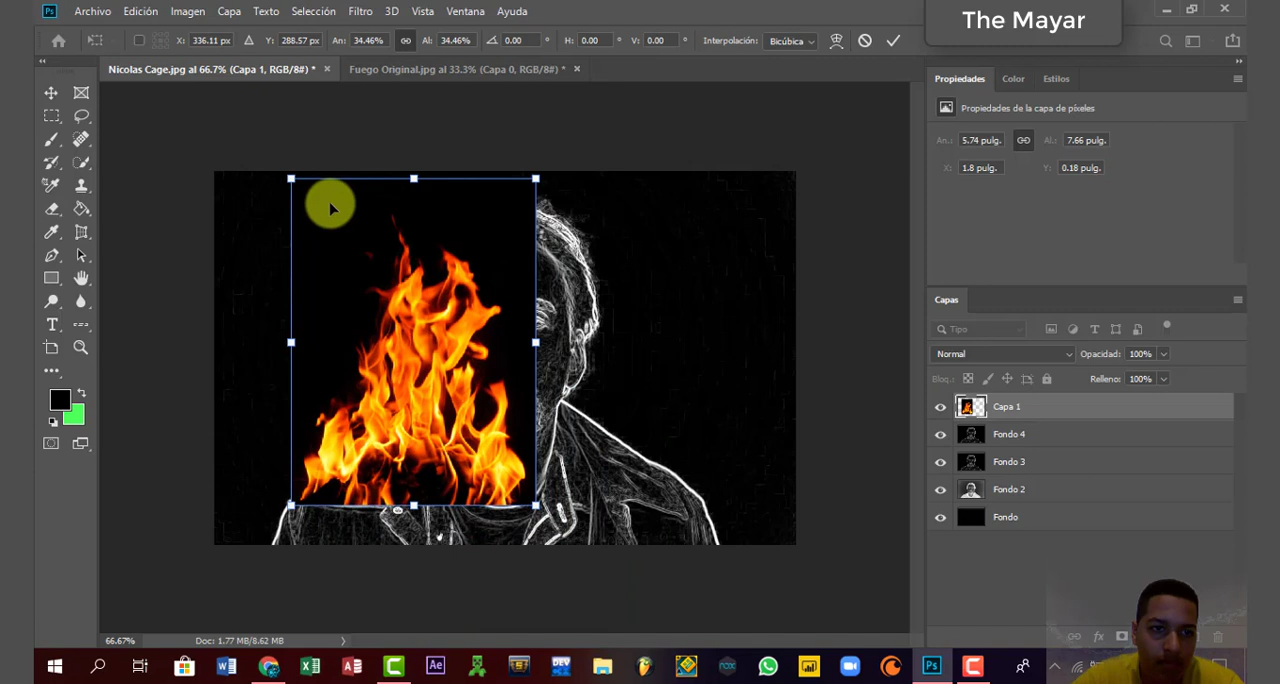 The Mayar
Ps Archivo Edición Imagen Capa Texto Selección Filtro 3D Vista Ventana Ayuda
X: 336.11 px Y: 288.57 px An: 34.46% Al: 34.46% 0.00 ° H: 0.00 ° V: 0.00 ° Interpolación: Bicúbica
Nicolas Cage.jpg al 66.7% (Capa 1, RGB/8#) * × Fuego Original.jpg al 33.3% (Capa 0, RGB/8#) * ×
Propiedades Color Estilos
Propiedades de la capa de píxeles
An.: 5.74 pulg. Al.: 7.66 pulg.
X: 1.8 pulg. Y: 0.18 pulg.
Capas
Tipo
Normal Opacidad: 100%
Bloq.: Relleno: 100%
Capa 1
Fondo 4
Fondo 3
Fondo 2
Fondo
fx
66.67% Doc: 1.77 MB/8.62 MB